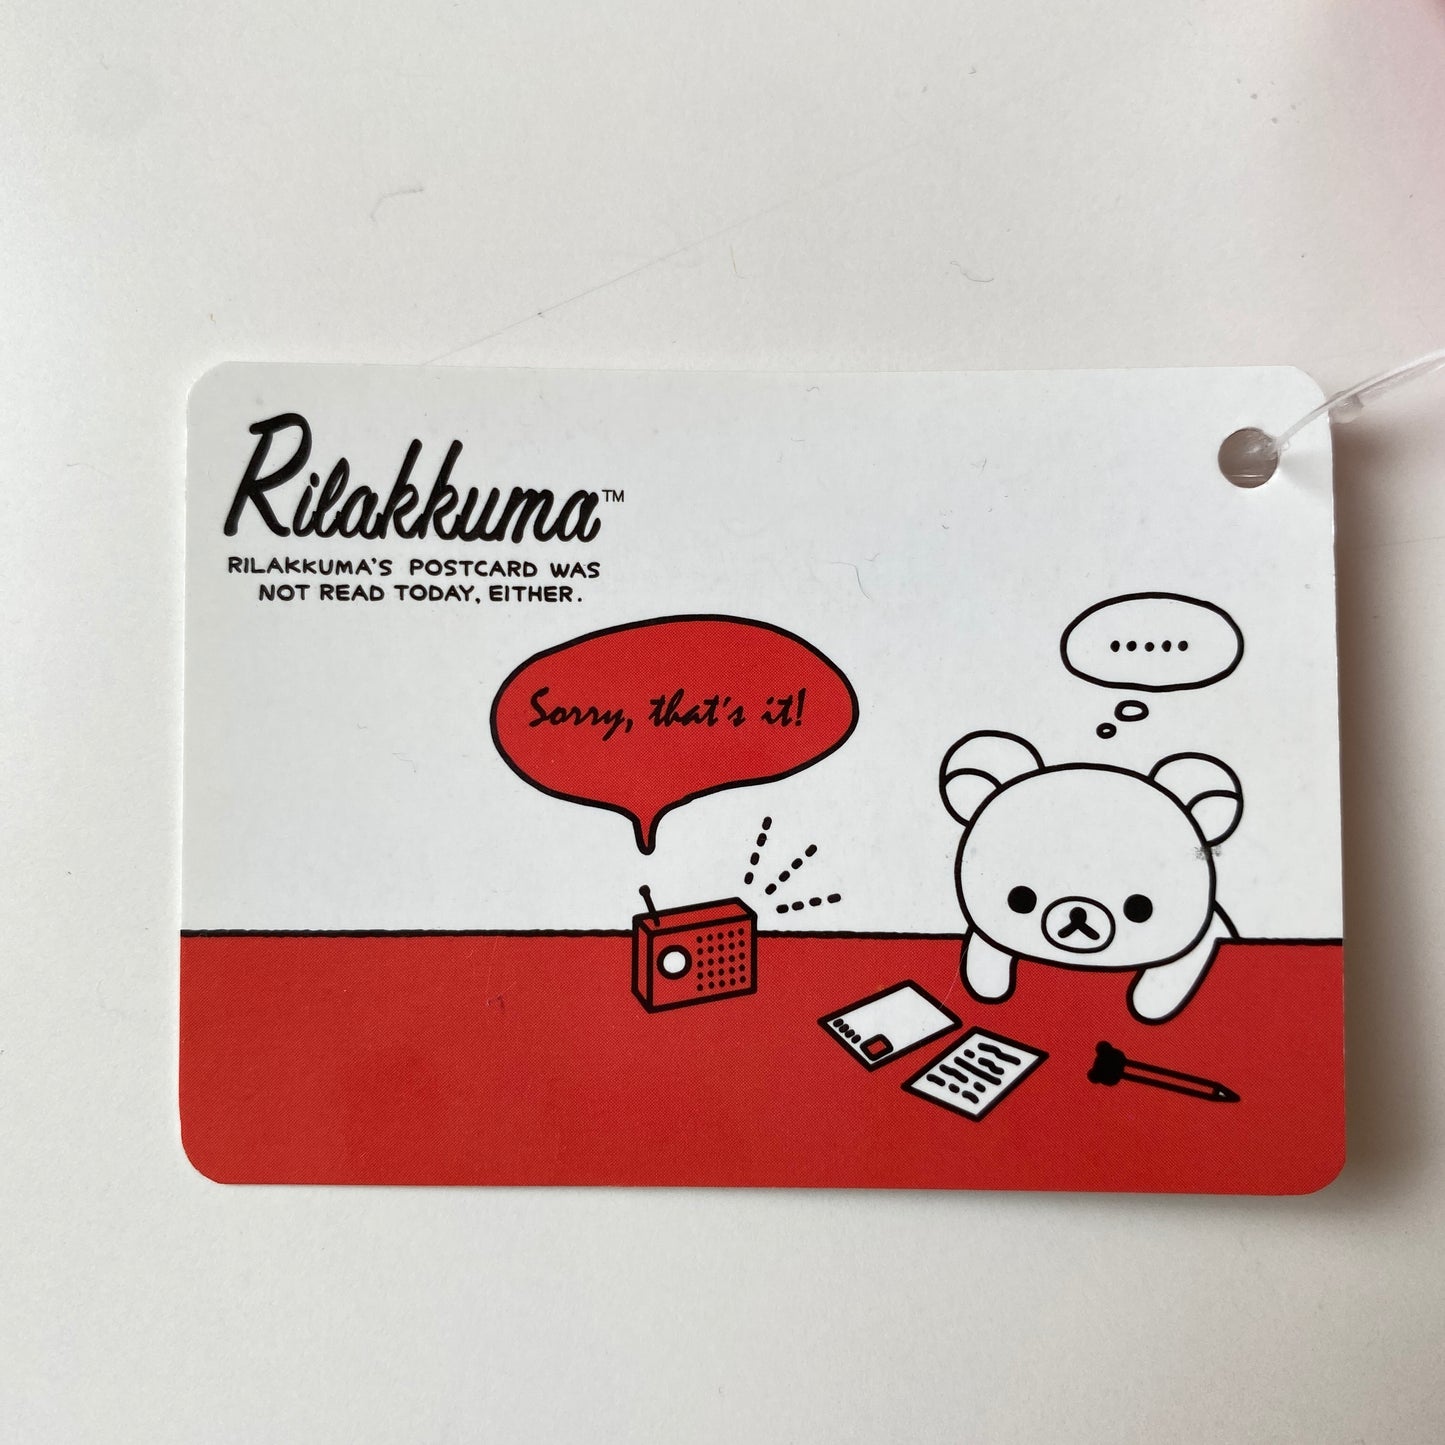 Rilakkuma™
RILAKKUMA'S POSTCARD WAS
NOT READ TODAY, EITHER.
Sorry, that's it!
.....